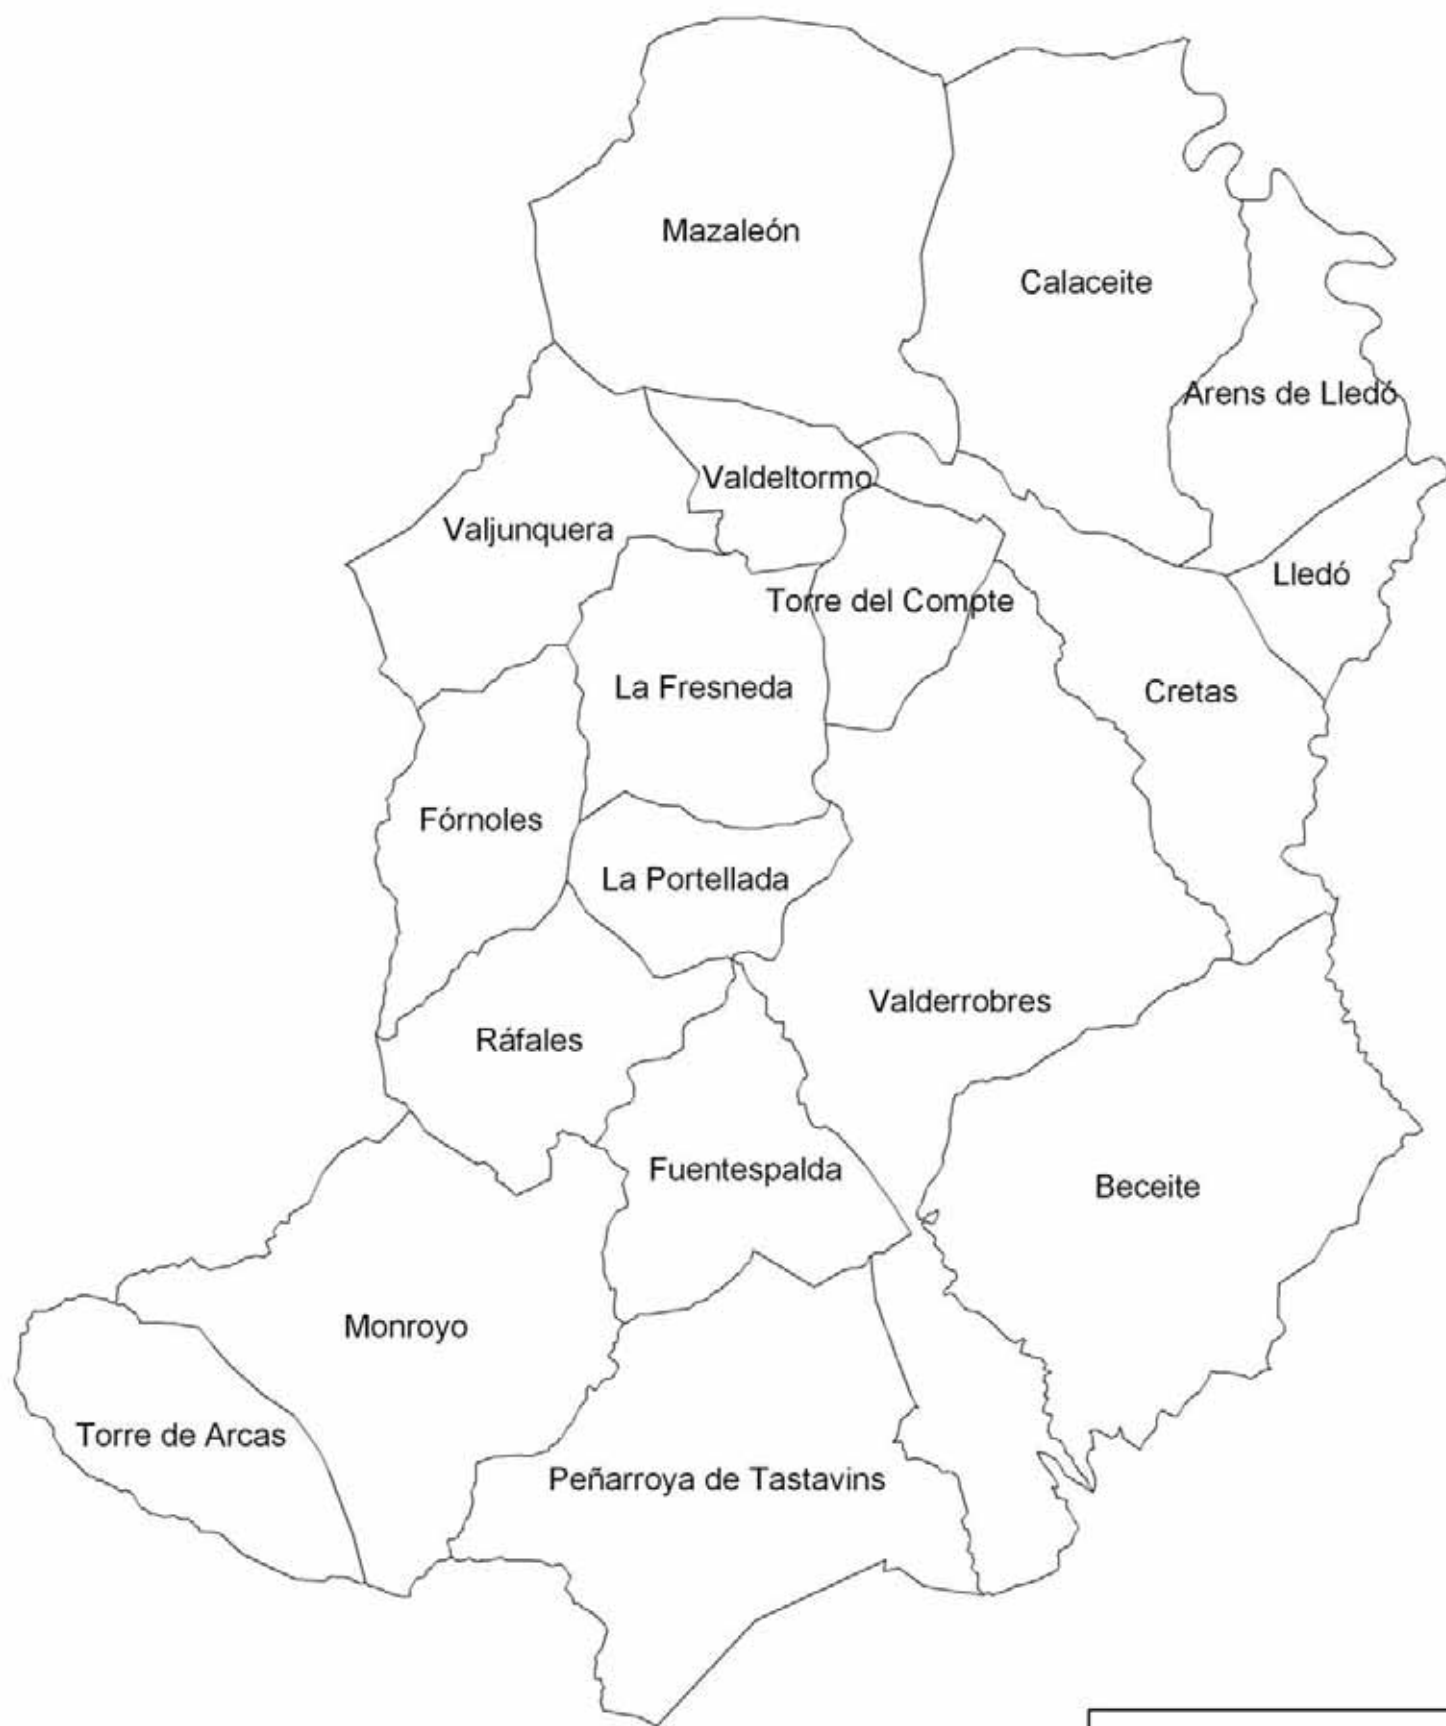 Mazaleón
Calaceite
Arens de Lledó
Valdeltormo
Valjunquera
Lledó
Torre del Compte
La Fresneda
Cretas
Fórnoles
La Portellada
Valderrobres
Ráfales
Fuentespalda
Beceite
Monroyo
Torre de Arcas
Peñarroya de Tastavins